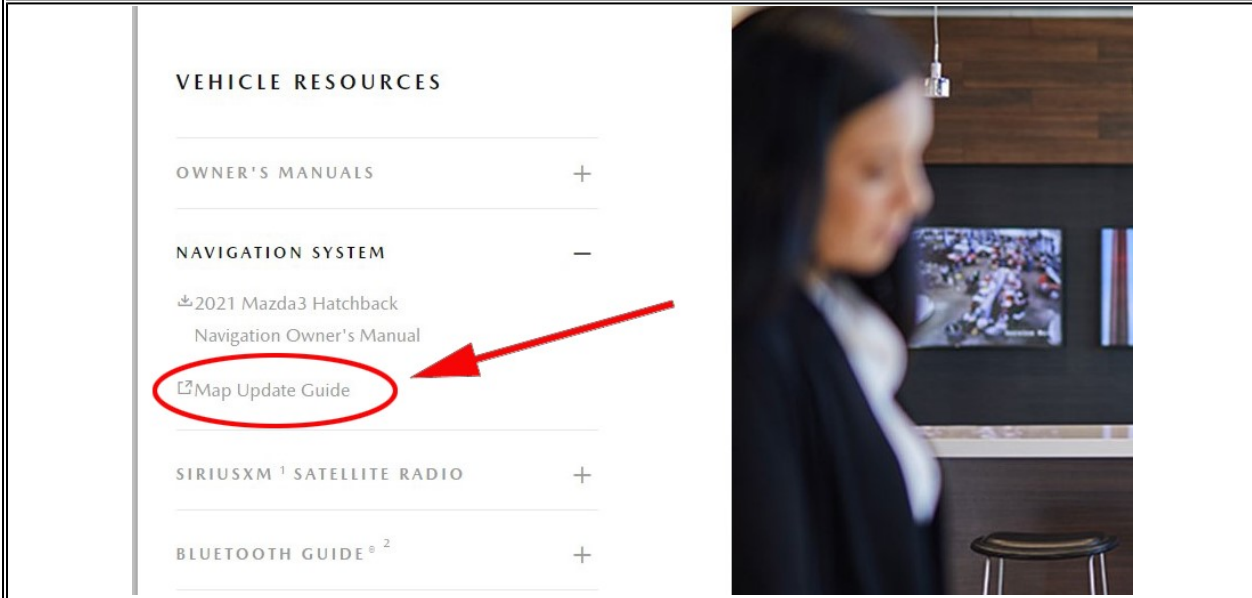 VEHICLE RESOURCES
OWNER'S MANUALS
NAVIGATION SYSTEM
2021 Mazda3 Hatchback
Navigation Owner's Manual
Map Update Guide
SIRIUSXM ¹ SATELLITE RADIO
BLUETOOTH GUIDE ® ²